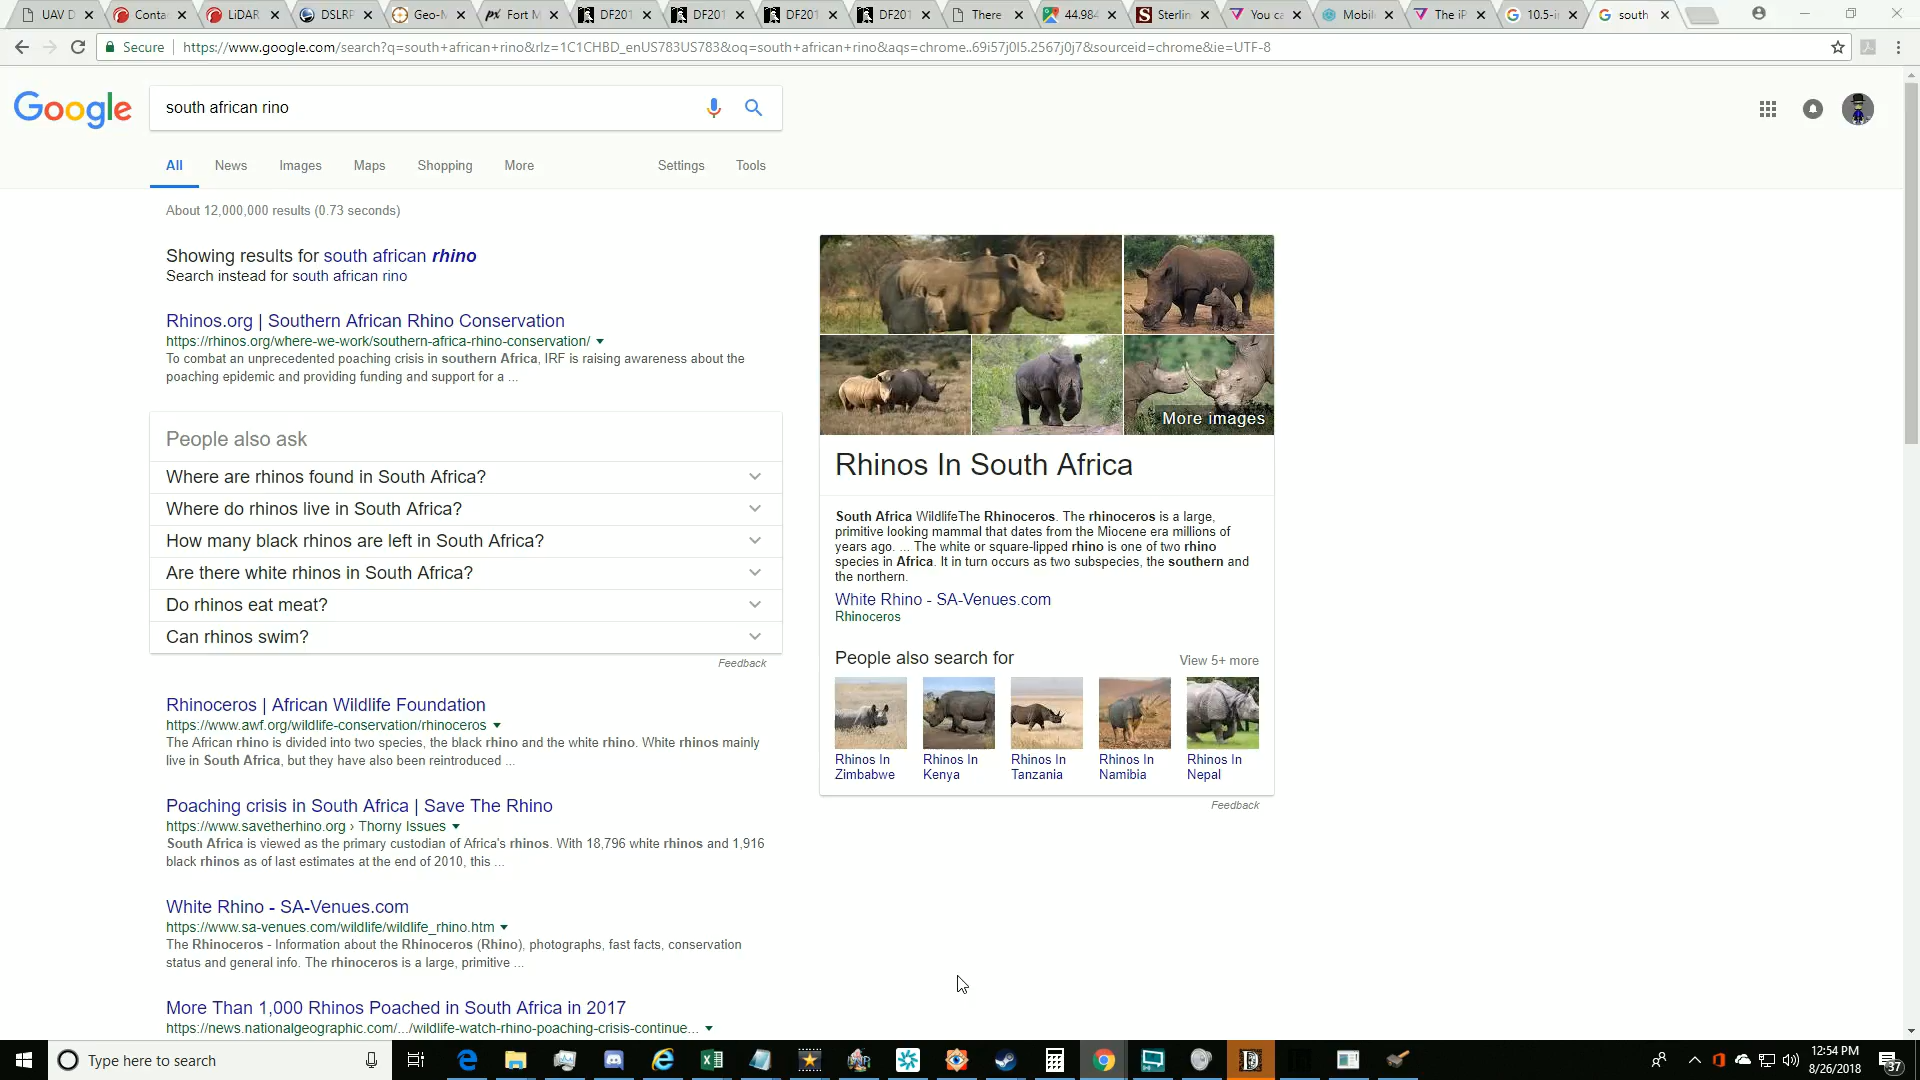 UAV D
Conta
LiDAR
DSLRP
Geo-M
Fort M
DF201
DF201
DF201
DF201
There
44.984
Sterlin
You ca
Mobil
The iP
10.5-i
south
Secure
https://www.google.com/search?q=south+african+rino&rlz=1C1CHBD_enUS783US783&oq=south+african+rino&aqs=chrome..69i57j0l5.2567j0j7&sourceid=chrome&ie=UTF-8
Google
south african rino
All
News
Images
Maps
Shopping
More
Settings
Tools
About 12,000,000 results (0.73 seconds)
Showing results for south african rhino
Search instead for south african rino
Rhinos.org | Southern African Rhino Conservation
https://rhinos.org/where-we-work/southern-africa-rhino-conservation/
To combat an unprecedented poaching crisis in southern Africa, IRF is raising awareness about the
poaching epidemic and providing funding and support for a ...
People also ask
Where are rhinos found in South Africa?
Where do rhinos live in South Africa?
How many black rhinos are left in South Africa?
Are there white rhinos in South Africa?
Do rhinos eat meat?
Can rhinos swim?
Feedback
Rhinoceros | African Wildlife Foundation
https://www.awf.org/wildlife-conservation/rhinoceros
The African rhino is divided into two species, the black rhino and the white rhino. White rhinos mainly
live in South Africa, but they have also been reintroduced ...
Poaching crisis in South Africa | Save The Rhino
https://www.savetherhino.org › Thorny Issues
South Africa is viewed as the primary custodian of Africa's rhinos. With 18,796 white rhinos and 1,916
black rhinos as of last estimates at the end of 2010, this ...
White Rhino - SA-Venues.com
https://www.sa-venues.com/wildlife/wildlife_rhino.htm
The Rhinoceros - Information about the Rhinoceros (Rhino), photographs, fast facts, conservation
status and general info. The rhinoceros is a large, primitive ...
More Than 1,000 Rhinos Poached in South Africa in 2017
https://news.nationalgeographic.com/.../wildlife-watch-rhino-poaching-crisis-continue...
More images
Rhinos In South Africa
South Africa WildlifeThe Rhinoceros. The rhinoceros is a large,
primitive looking mammal that dates from the Miocene era millions of
years ago. ... The white or square-lipped rhino is one of two rhino
species in Africa. It in turn occurs as two subspecies, the southern and
the northern.
White Rhino - SA-Venues.com
Rhinoceros
People also search for
View 5+ more
Rhinos In
Zimbabwe
Rhinos In
Kenya
Rhinos In
Tanzania
Rhinos In
Namibia
Rhinos In
Nepal
Feedback
Type here to search
12:54 PM
8/26/2018
37